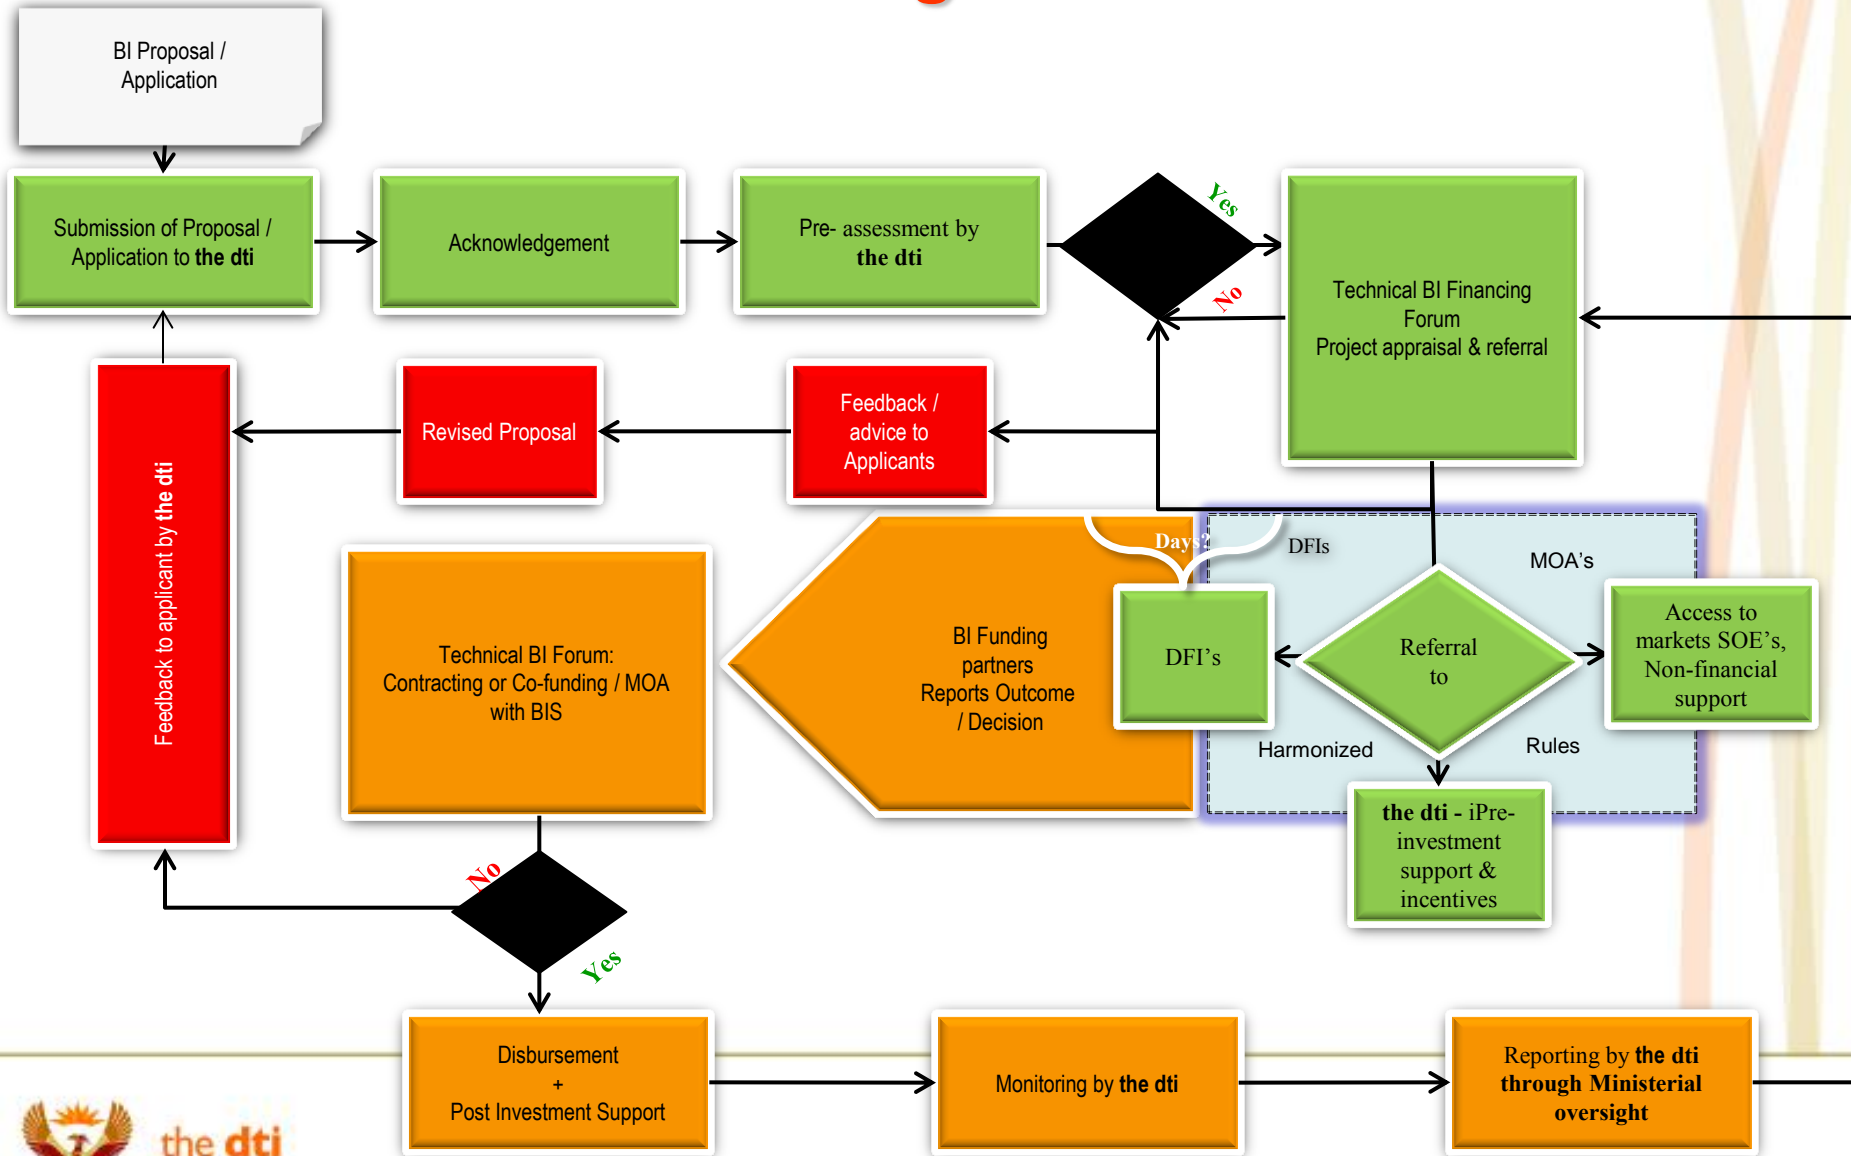 BI Proposal /
Application
Submission of Proposal /
Application to the dti
Acknowledgement
Pre- assessment by
the dti
Yes
No
Technical BI Financing
Forum
Project appraisal & referral
Feedback /
advice to
Applicants
Revised Proposal
Feedback to applicant by the dti
Technical BI Forum:
Contracting or Co-funding / MOA
with BIS
BI Funding
partners
Reports Outcome
/ Decision
Days?
DFIs
MOA's
DFI's
Referral
to
Access to
markets SOE's,
Non-financial
support
Harmonized
Rules
the dti - iPre-
investment
support &
incentives
No
Yes
Disbursement
+
Post Investment Support
Monitoring by the dti
Reporting by the dti
through Ministerial
oversight
the dti